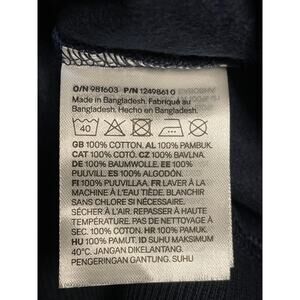 O/N 981603 P/N 1249861 0
Made in Bangladesh. Fabriqué au
Bangladesh. Hecho en Bangladesh.
40
GB 100% COTTON. AL 100% PAMBUK.
CAT 100% COTÓ. CZ 100% BAVLNA.
DE 100% BAUMWOLLE. EE 100%
PUUVILL. ES 100% ALGODÓN.
FI 100% PUUVILLAA. FR LAVER À LA
MACHINE À L'EAU TIÈDE. BLANCHIR
SANS CHLORE SI NÉCESSAIRE.
SÉCHER À L'AIR. REPASSER À HAUTE
TEMPÉRATURE. PAS DE NETTOYAGE À
SEC. 100% COTON. HR 100% PAMUK.
HU 100% PAMUT. ID SUHU MAKSIMUM
40°C. JANGAN DIKELANTANG.
PENGERINGAN GANTUNG. SUHU